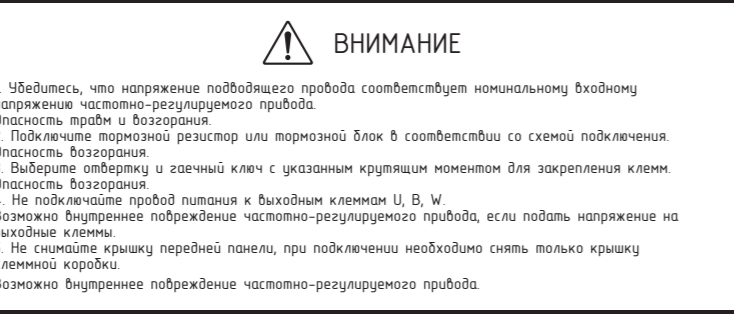 ВНИМАНИЕ
. Убедитесь, что напряжение подводящего провода соответствует номинальному входному
напряжению частотно-регулируемого привода.
Опасность травм и возгорания.
2. Подключите тормозной резистор или тормозной блок в соответствии со схемой подключения.
Опасность возгорания.
3. Выберите отвертку и гаечный ключ с указанным крутящим моментом для закрепления клемм.
Опасность возгорания.
4. Не подключайте провод питания к выходным клеммам U, В, W.
Возможно внутреннее повреждение частотно-регулируемого привода, если подать напряжение на
выходные клеммы.
5. Не снимайте крышку передней панели, при подключении необходимо снять только крышку
клеммной коробки.
Возможно внутреннее повреждение частотно-регулируемого привода.